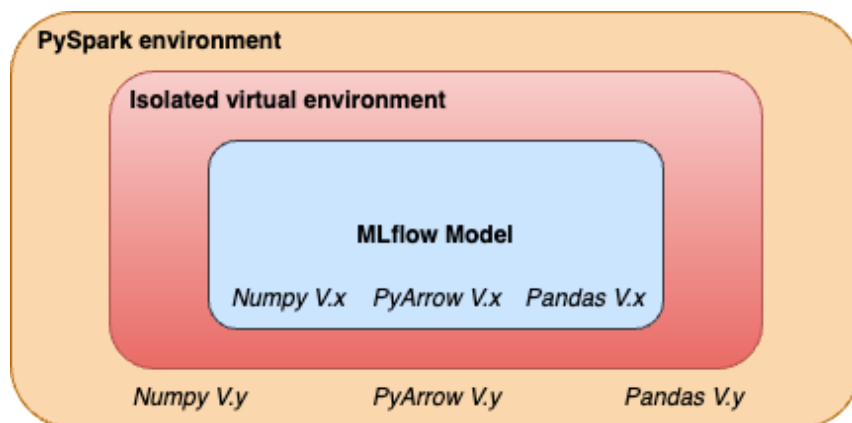 PySpark environment
Isolated virtual environment
MLflow Model
Numpy V.x PyArrow V.x Pandas V.x
Numpy V.y PyArrow V.y Pandas V.y